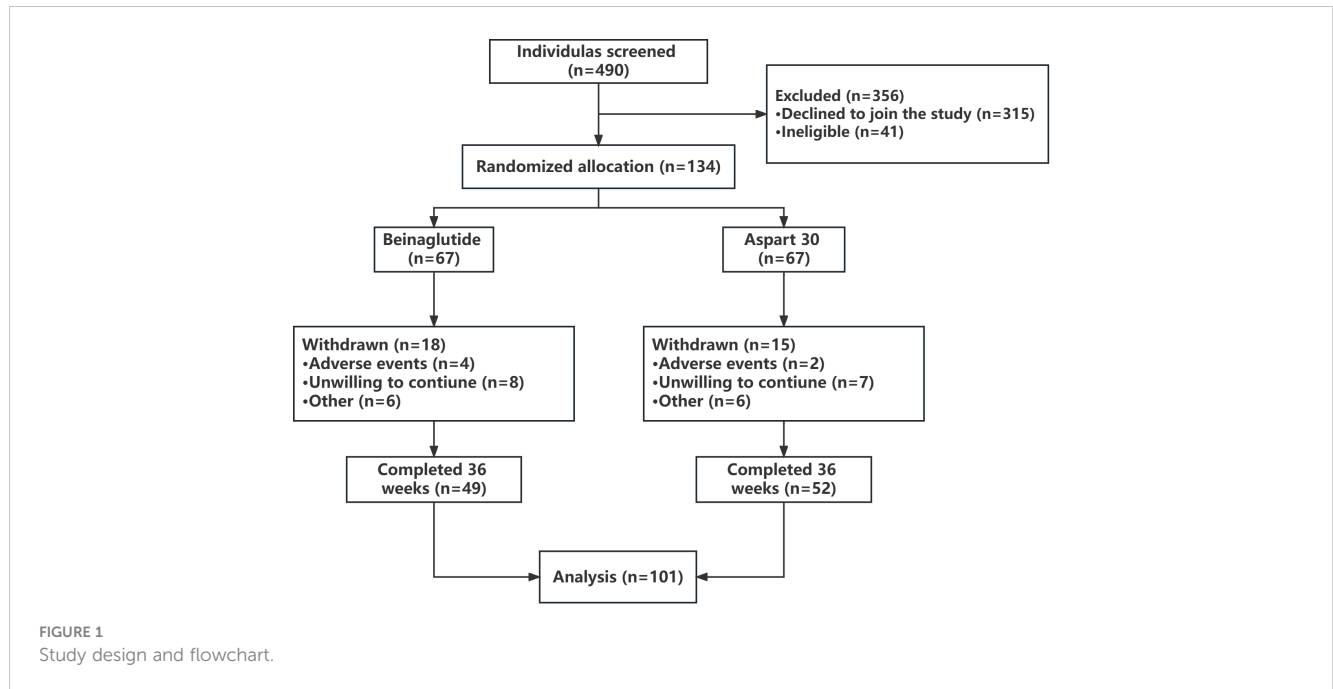 Individulas screened
(n=490)
Excluded (n=356)
•Declined to join the study (n=315)
•Ineligible (n=41)
Randomized allocation (n=134)
Beinaglutide
(n=67)
Aspart 30
(n=67)
Withdrawn (n=18)
•Adverse events (n=4)
•Unwilling to contiune (n=8)
•Other (n=6)
Withdrawn (n=15)
•Adverse events (n=2)
•Unwilling to contiune (n=7)
•Other (n=6)
Completed 36
weeks (n=49)
Completed 36
weeks (n=52)
Analysis (n=101)
FIGURE 1
Study design and flowchart.